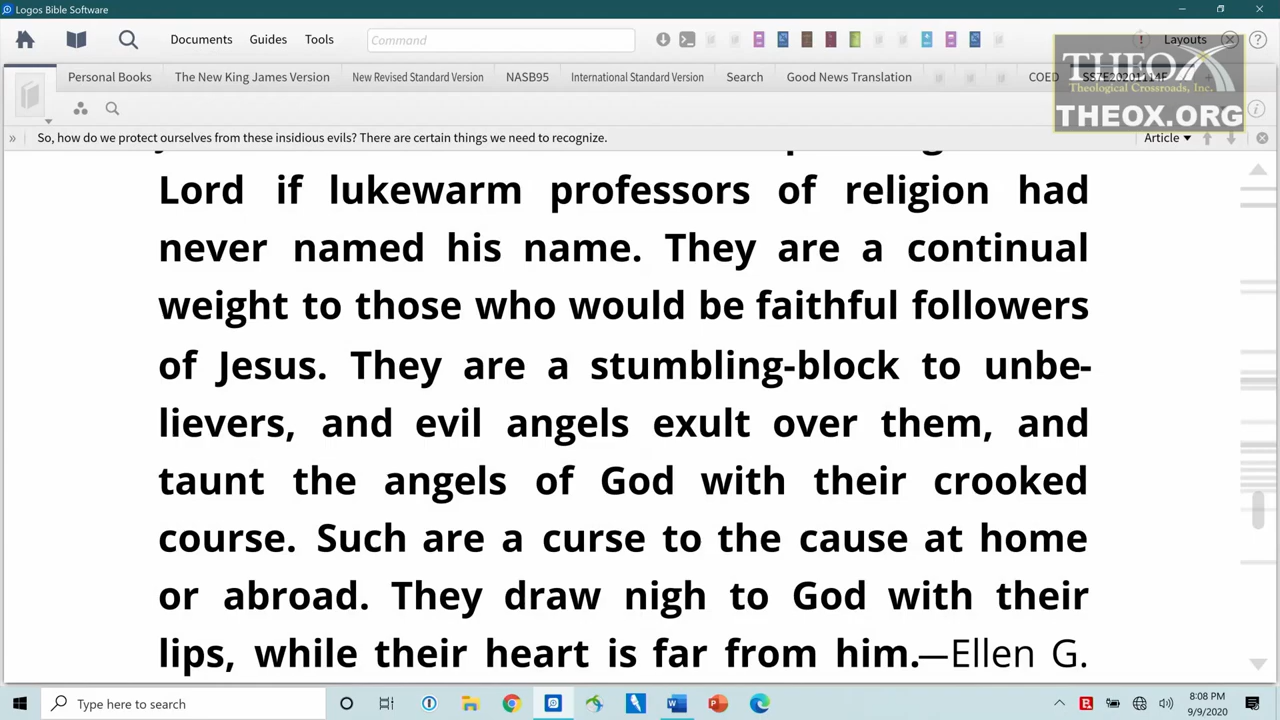 Logos Bible Software
Documents Guides Tools Command Layouts
Personal Books The New King James Version New Revised Standard Version NASB95 International Standard Version Search Good News Translation COED SS7E20201114F
THEOX
Theological Crossroads, Inc.
THEOX.ORG
So, how do we protect ourselves from these insidious evils? There are certain things we need to recognize. Article
Lord if lukewarm professors of religion had
never named his name. They are a continual
weight to those who would be faithful followers
of Jesus. They are a stumbling-block to unbe-
lievers, and evil angels exult over them, and
taunt the angels of God with their crooked
course. Such are a curse to the cause at home
or abroad. They draw nigh to God with their
lips, while their heart is far from him.—Ellen G.
Type here to search
8:08 PM
9/9/2020